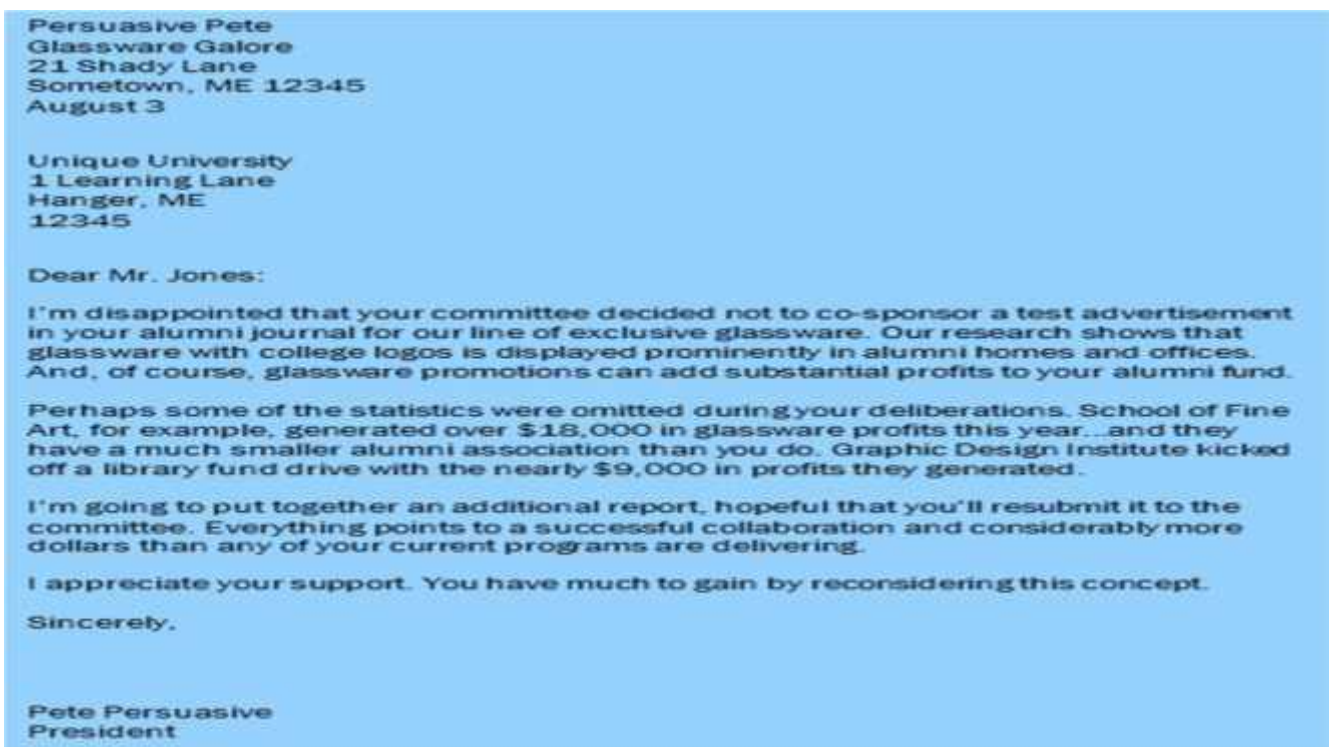 Persuasive Pete
Glassware Galore
21 Shady Lane
Sometown, ME 12345
August 3
Unique University
1 Learning Lane
Hanger, ME
12345
Dear Mr. Jones:
I'm disappointed that your committee decided not to co-sponsor a test advertisement
in your alumni journal for our line of exclusive glassware. Our research shows that
glassware with college logos is displayed prominently in alumni homes and offices.
And, of course, glassware promotions can add substantial profits to your alumni fund.
Perhaps some of the statistics were omitted during your deliberations. School of Fine
Art, for example, generated over $18,000 in glassware profits this year...and they
have a much smaller alumni association than you do. Graphic Design Institute kicked
off a library fund drive with the nearly $9,000 in profits they generated.
I'm going to put together an additional report, hopeful that you'll resubmit it to the
committee. Everything points to a successful collaboration and considerably more
dollars than any of your current programs are delivering.
I appreciate your support. You have much to gain by reconsidering this concept.
Sincerely,
Pete Persuasive
President